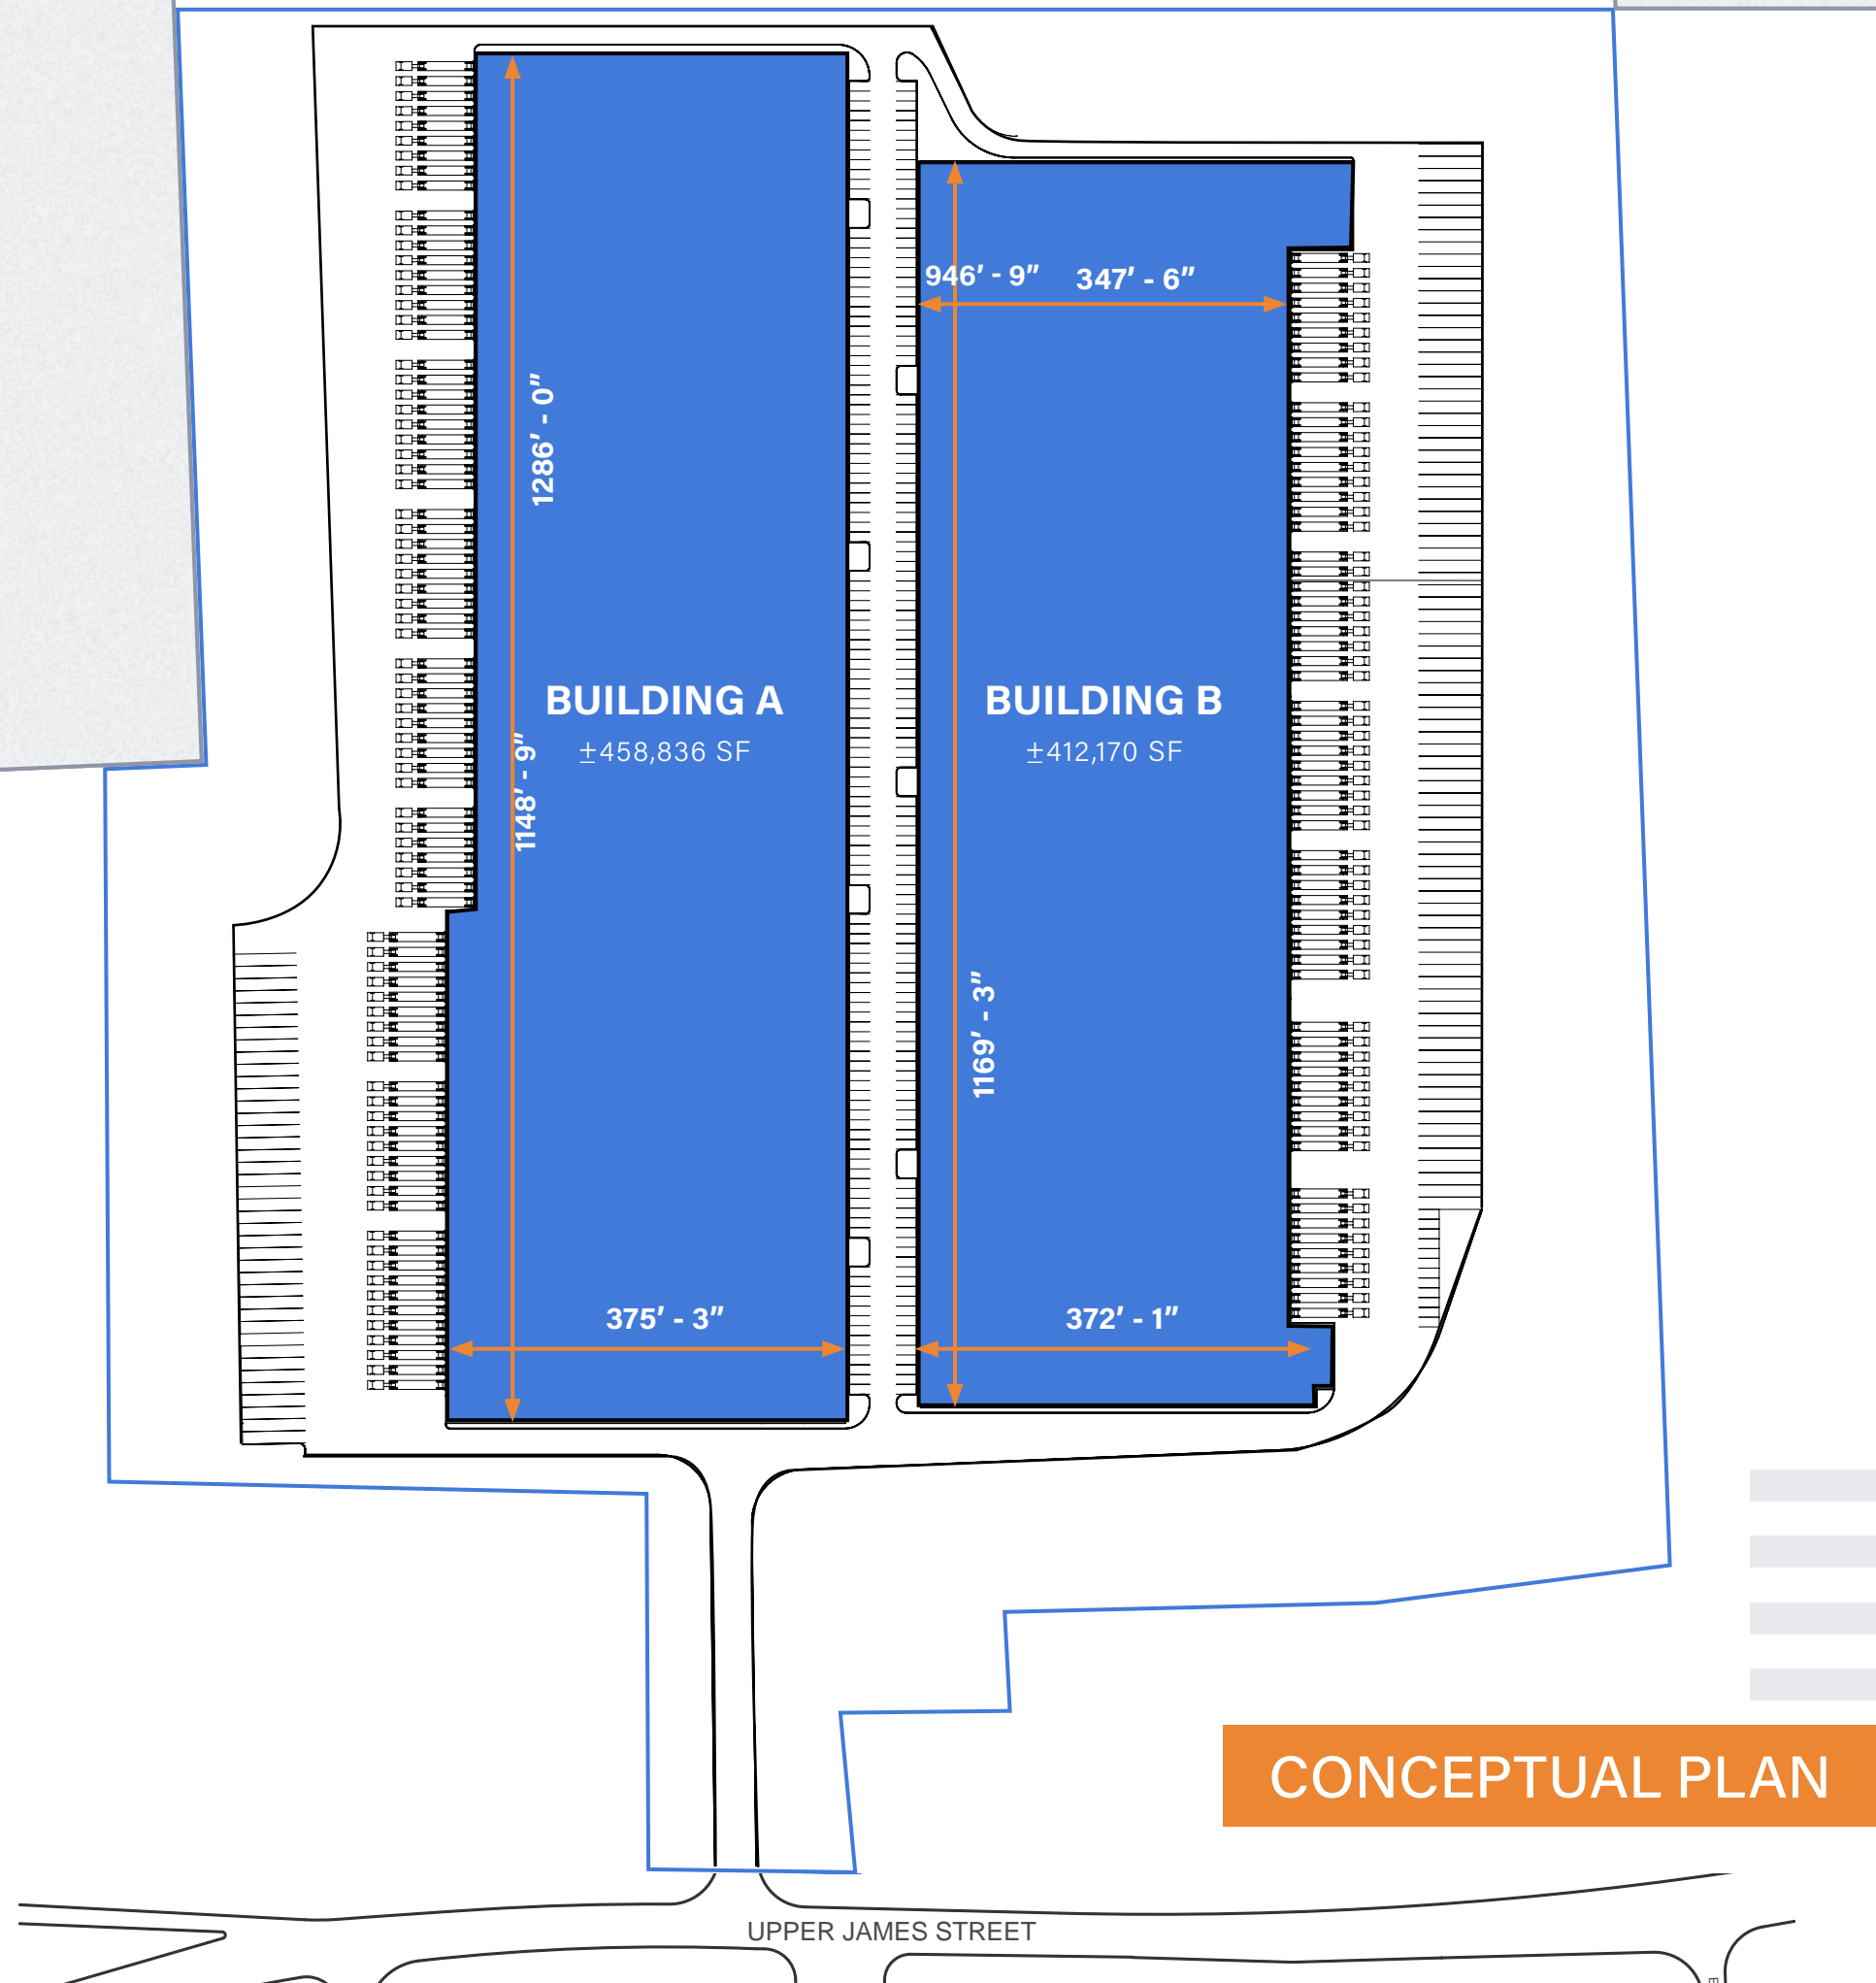 946′ - 9″
347′ - 6″
1286′ - 0″
BUILDING A
±458,836 SF
BUILDING B
±412,170 SF
1148′ - 9″
1169′ - 3″
375′ - 3″
372′ - 1″
CONCEPTUAL PLAN
UPPER JAMES STREET